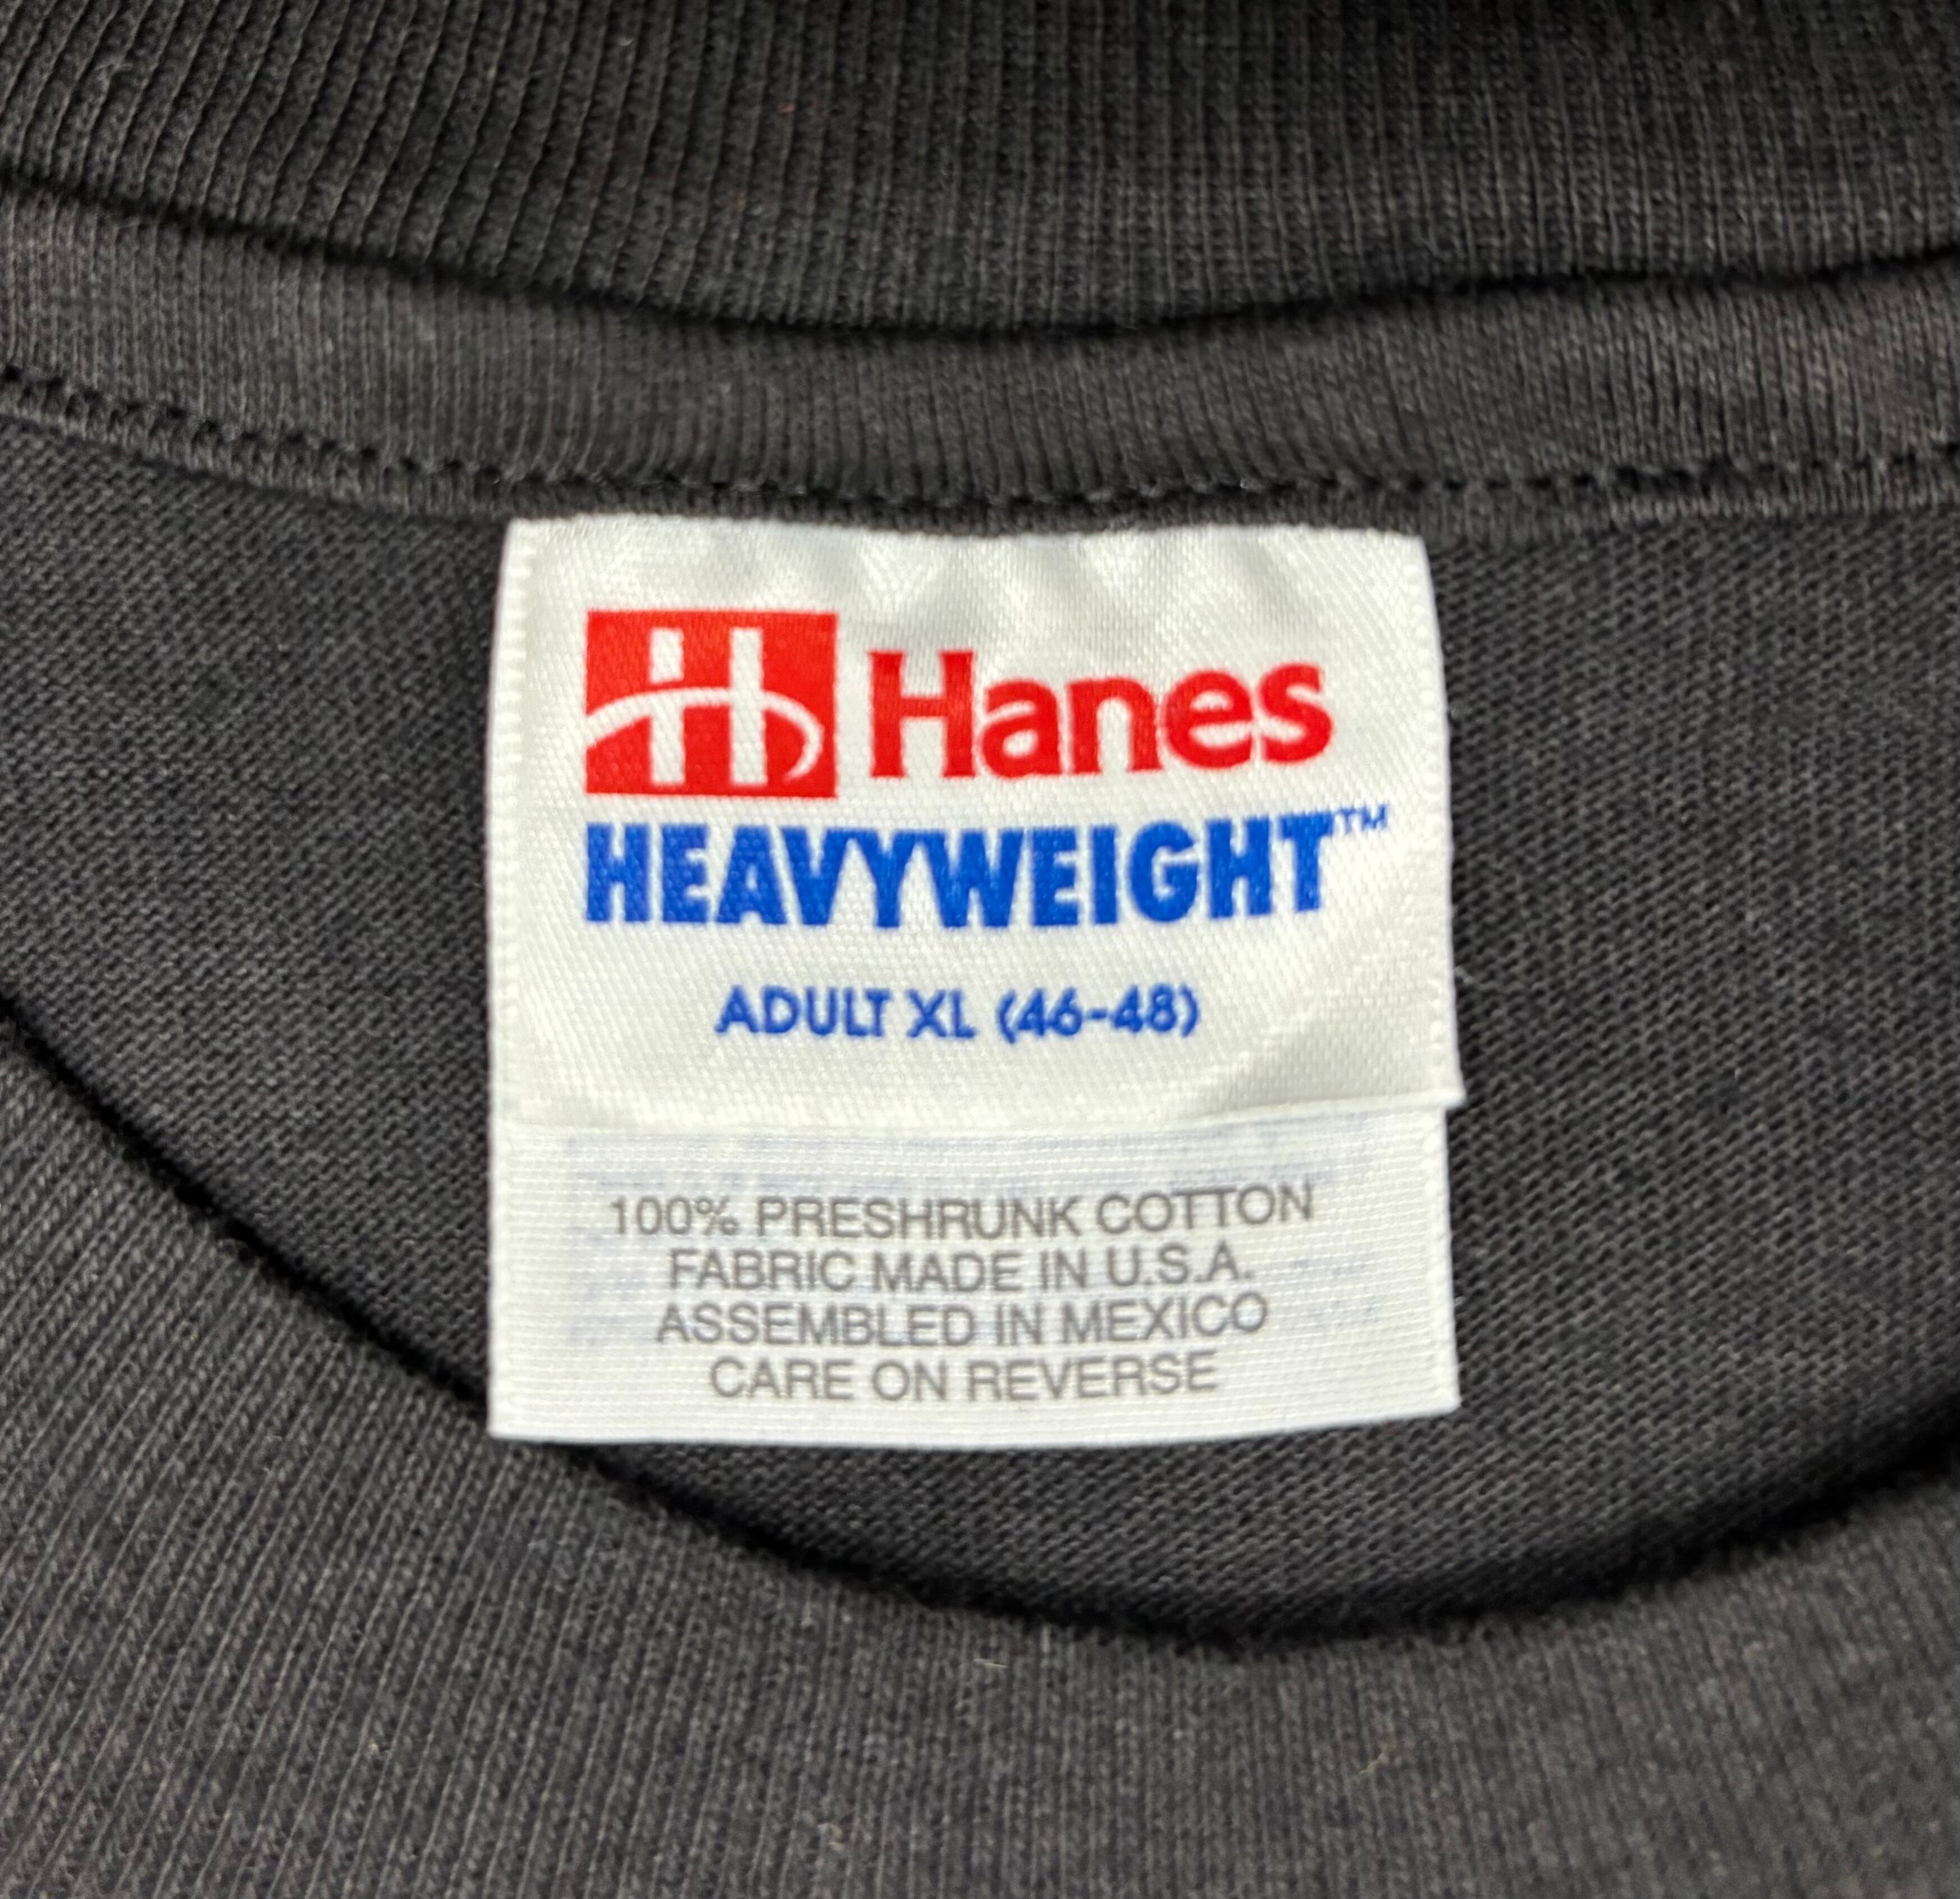 H Hanes
HEAVYWEIGHT™
ADULT XL (46-48)
100% PRESHRUNK COTTON
FABRIC MADE IN U.S.A.
ASSEMBLED IN MEXICO
CARE ON REVERSE